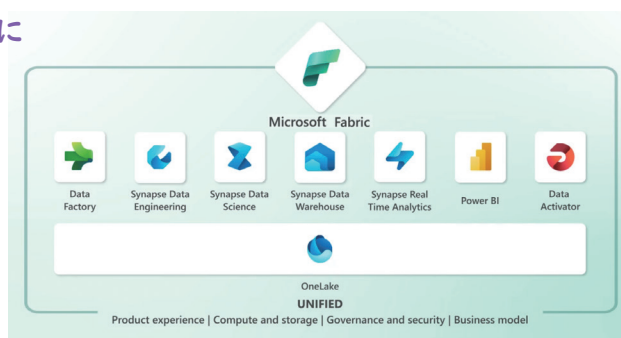 に
Microsoft Fabric
Data
Factory
Synapse Data
Engineering
Synapse Data
Science
Synapse Data
Warehouse
Synapse Real
Time Analytics
Power BI
Data
Activator
OneLake
UNIFIED
Product experience | Compute and storage | Governance and security | Business model